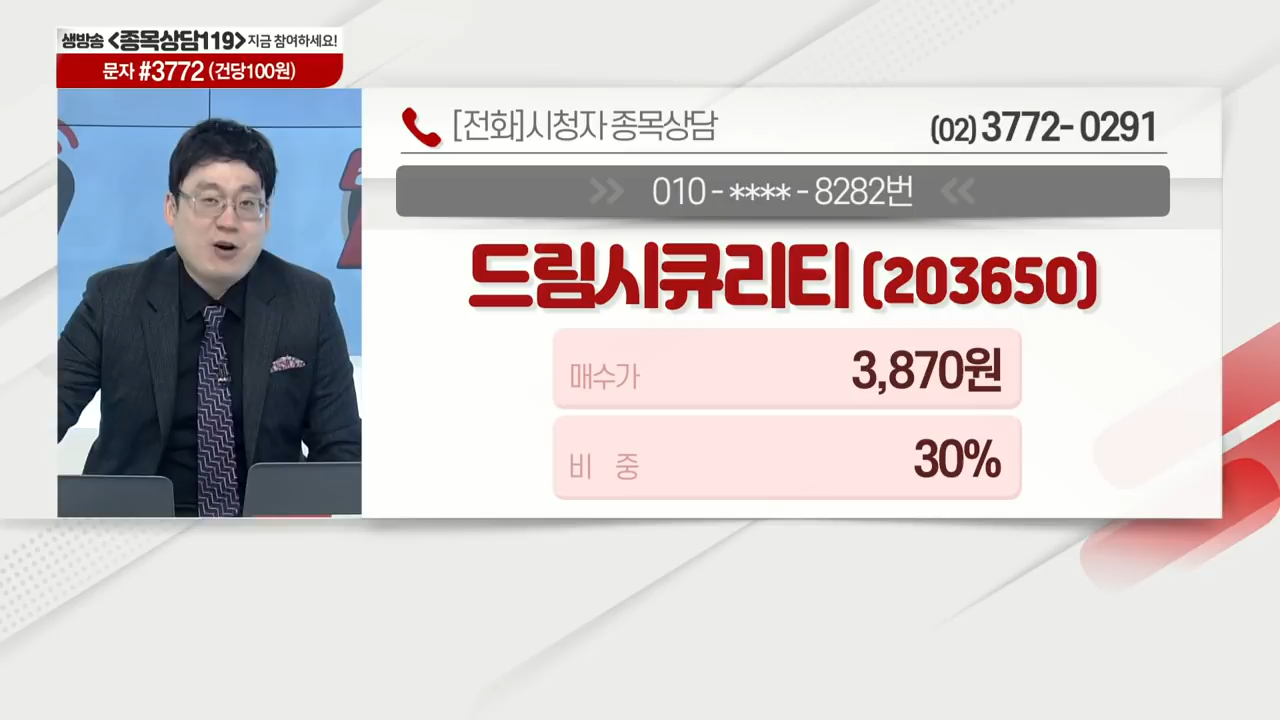 생방송 <종목상담119> 지금 참여하세요!
문자 #3772 (건당100원)
[전화]시청자 종목상담 (02) 3772- 0291
010 - **** - 8282번
드림시큐리티 (203650)
매수가 3,870원
비 중 30%